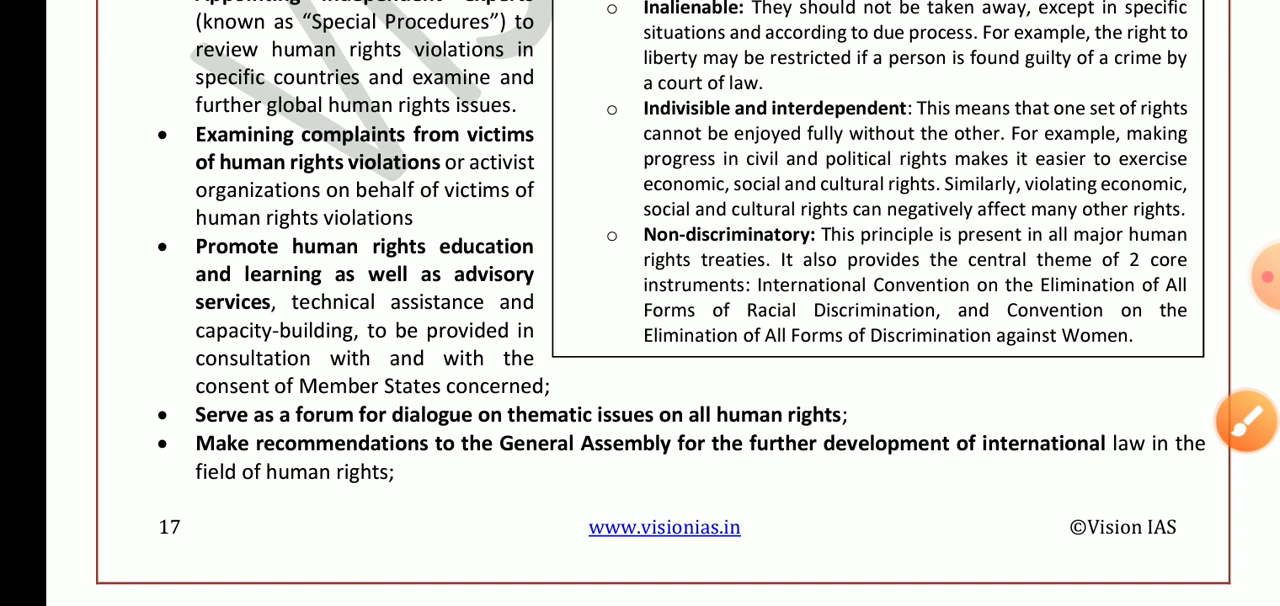 (known as “Special Procedures”) to
review human rights violations in
specific countries and examine and
further global human rights issues.
• Examining complaints from victims
of human rights violations or activist
organizations on behalf of victims of
human rights violations
• Promote human rights education
and learning as well as advisory
services, technical assistance and
capacity-building, to be provided in
consultation with and with the
consent of Member States concerned;
o Inalienable: They should not be taken away, except in specific
situations and according to due process. For example, the right to
liberty may be restricted if a person is found guilty of a crime by
a court of law.
o Indivisible and interdependent: This means that one set of rights
cannot be enjoyed fully without the other. For example, making
progress in civil and political rights makes it easier to exercise
economic, social and cultural rights. Similarly, violating economic,
social and cultural rights can negatively affect many other rights.
o Non-discriminatory: This principle is present in all major human
rights treaties. It also provides the central theme of 2 core
instruments: International Convention on the Elimination of All
Forms of Racial Discrimination, and Convention on the
Elimination of All Forms of Discrimination against Women.
• Serve as a forum for dialogue on thematic issues on all human rights;
• Make recommendations to the General Assembly for the further development of international law in the
field of human rights;
17
www.visionias.in
©Vision IAS